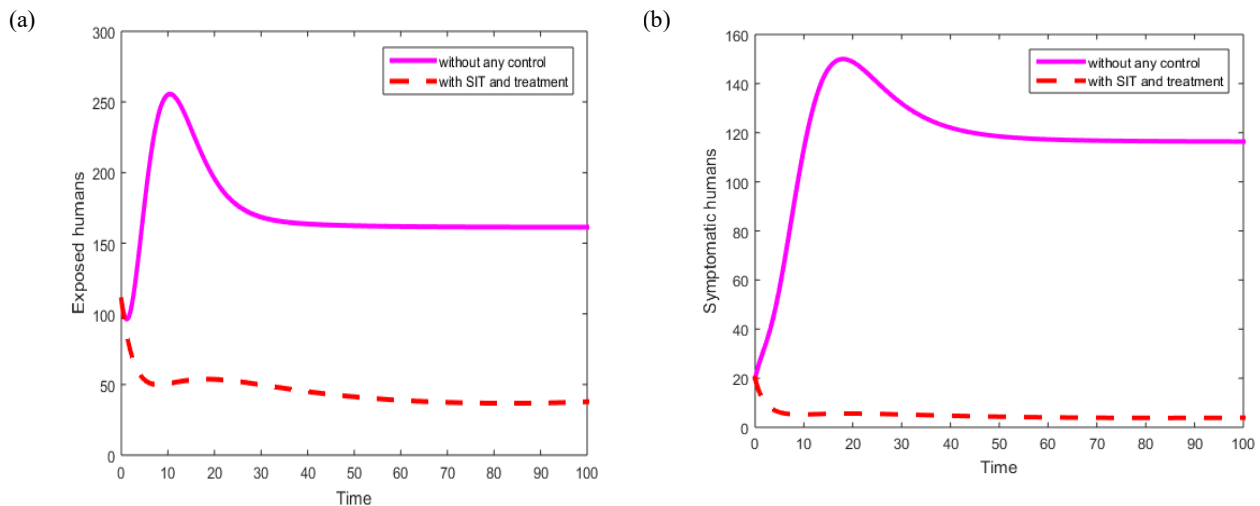 (a)
300
250
200
150
100
50
0
Exposed humans
without any control
with SIT and treatment
0 10 20 30 40 50 60 70 80 90 100
Time
(b)
160
140
120
100
80
60
40
20
0
Symptomatic humans
without any control
with SIT and treatment
0 10 20 30 40 50 60 70 80 90 100
Time